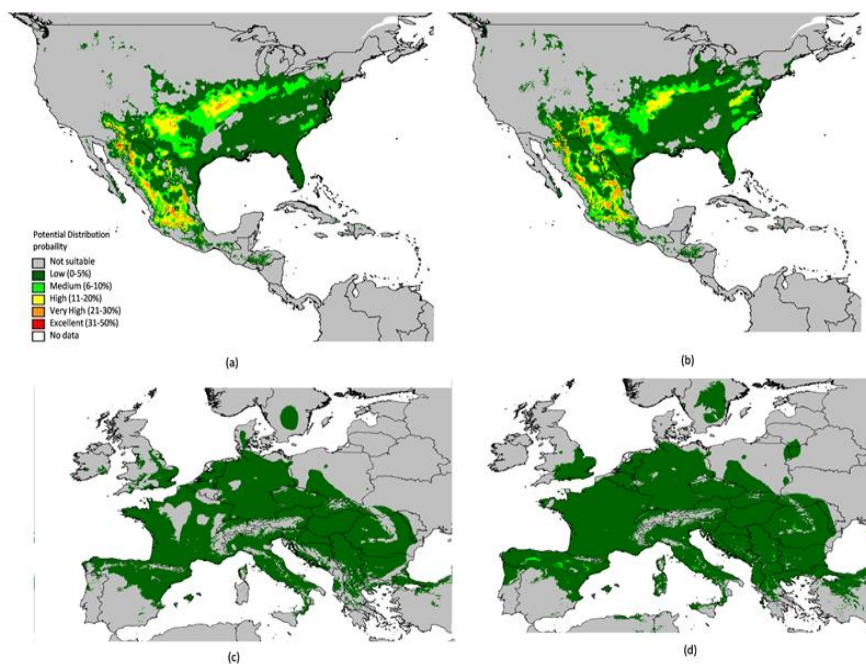 Potential Distribution
probaility
Not suitable
Low (0-5%)
Medium (6-10%)
High (11-20%)
Very High (21-30%)
Excellent (31-50%)
No data
(a)
(b)
(c)
(d)